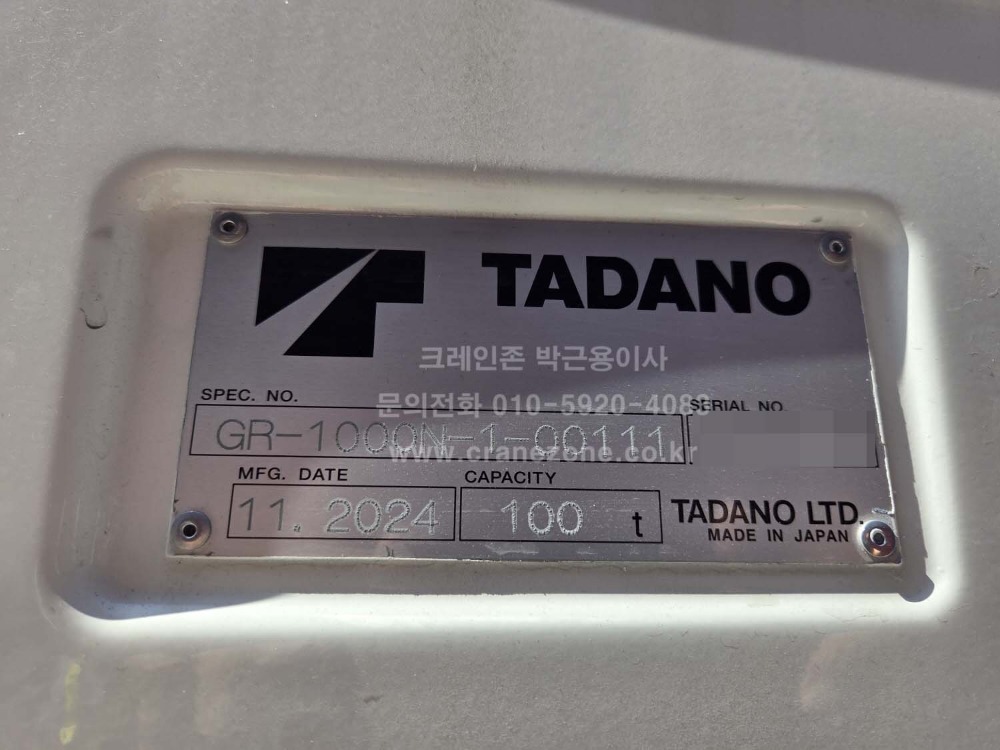 TADANO
크레인존 박근용이사
SPEC. NO.
문의전화 010-5920-4083
SERIAL NO.
GR-1000N-1-00111
www.cranezone.co.kr
MFG. DATE
CAPACITY
11. 2024
100 t
TADANO LTD.
MADE IN JAPAN